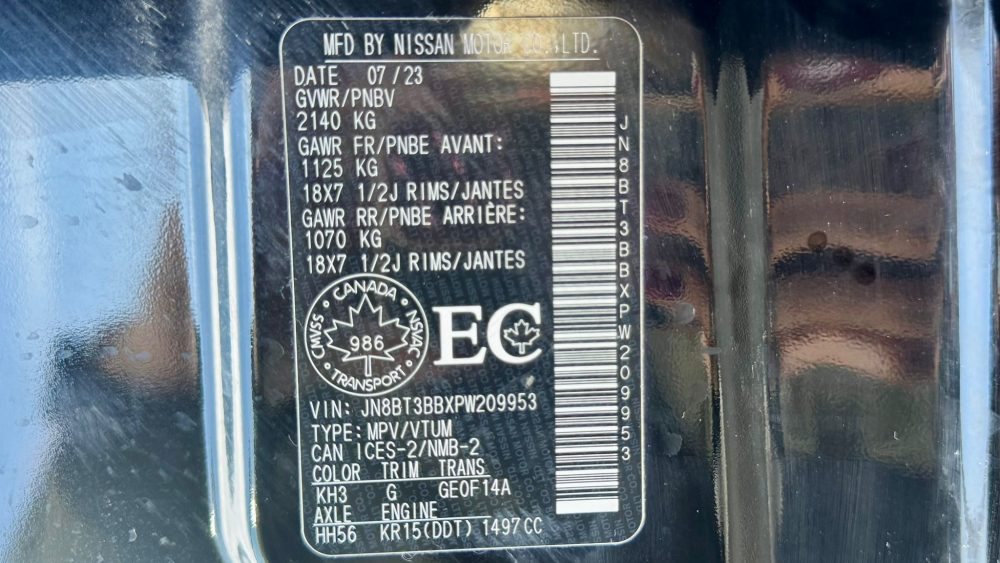 MFD BY NISSAN MOTOR CO.,LTD.
DATE 07/23
GVWR/PNBV
2140 KG
GAWR FR/PNBE AVANT:
1125 KG
18X7 1/2J RIMS/JANTES
GAWR RR/PNBE ARRIÈRE:
1070 KG
18X7 1/2J RIMS/JANTES
CANADA
CMVSS NSVAC
986
TRANSPORT
EC
VIN: JN8BT3BBXPW209953
TYPE: MPV/VTUM
CAN ICES-2/NMB-2
COLOR TRIM TRANS
KH3 G GE0F14A
AXLE ENGINE
HH56 KR15(DDT) 1497CC
JN8BT3BBXPW209953